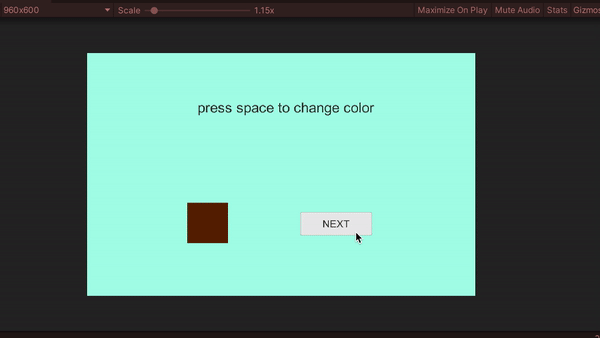 960x600 Scale 1.15x Maximize On Play Mute Audio Stats Gizmos
press space to change color
NEXT